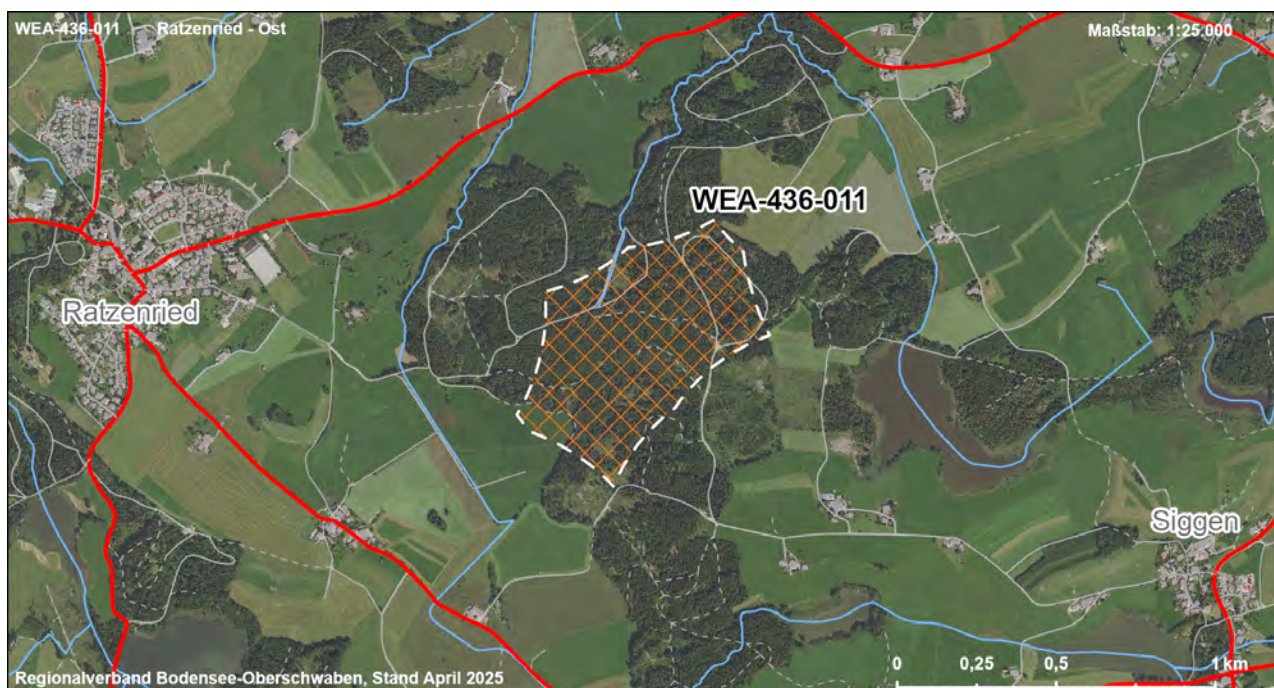 WEA-436-011 Ratzenried - Ost
Maßstab: 1:25.000
WEA-436-011
Ratzenried
Siggen
0 0,25 0,5 1 km
Regionalverband Bodensee-Oberschwaben, Stand April 2025